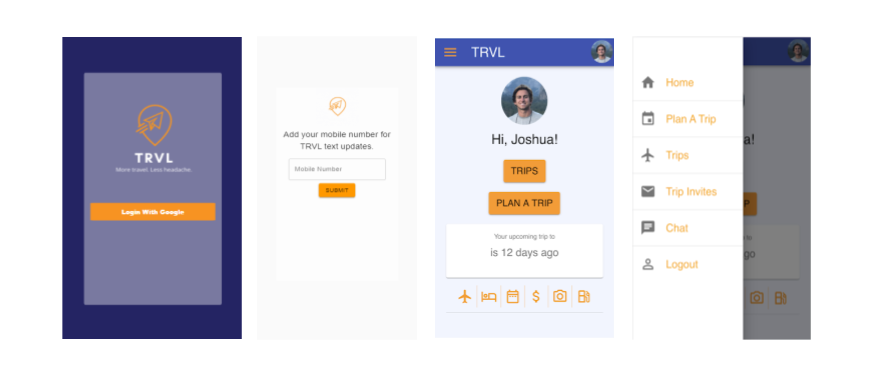 TRVL
More travel. Less headache.
Login With Google
Add your mobile number for
TRVL text updates.
Mobile Number
SUBMIT
TRVL
Hi, Joshua!
TRIPS
PLAN A TRIP
Your upcoming trip to
is 12 days ago
$
Home
Plan A Trip
Trips
Trip Invites
Chat
Logout
a!
P
to
go